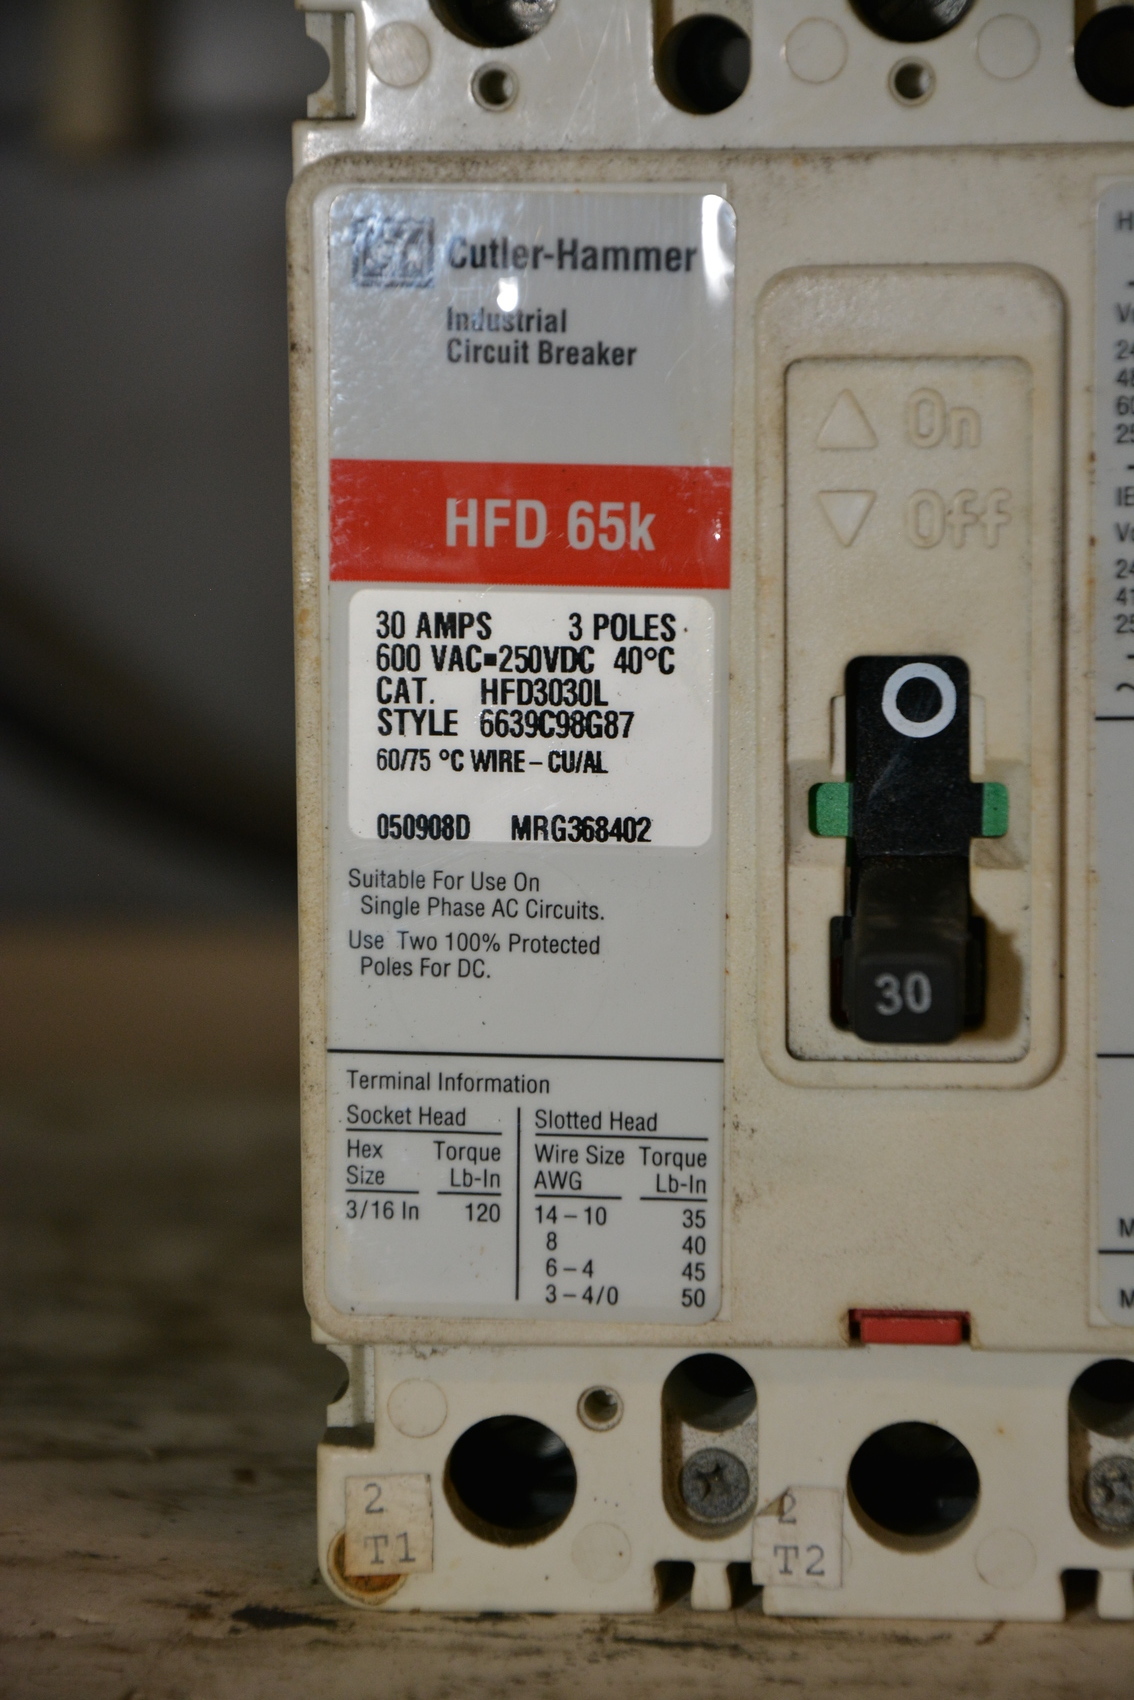 Cutler-Hammer
Industrial
Circuit Breaker
HFD 65k
30 AMPS 3 POLES
600 VAC=250VDC 40°C
CAT. HFD3030L
STYLE 6639C98G87
60/75 °C WIRE – CU/AL
050908D MRG368402
Suitable For Use On
Single Phase AC Circuits.
Use Two 100% Protected
Poles For DC.
Terminal Information
Socket Head
Hex Torque
Size Lb-In
3/16 In 120
Slotted Head
Wire Size Torque
AWG Lb-In
14 – 10 35
8 40
6 – 4 45
3 – 4/0 50
On
Off
30
2
T1
2
T2